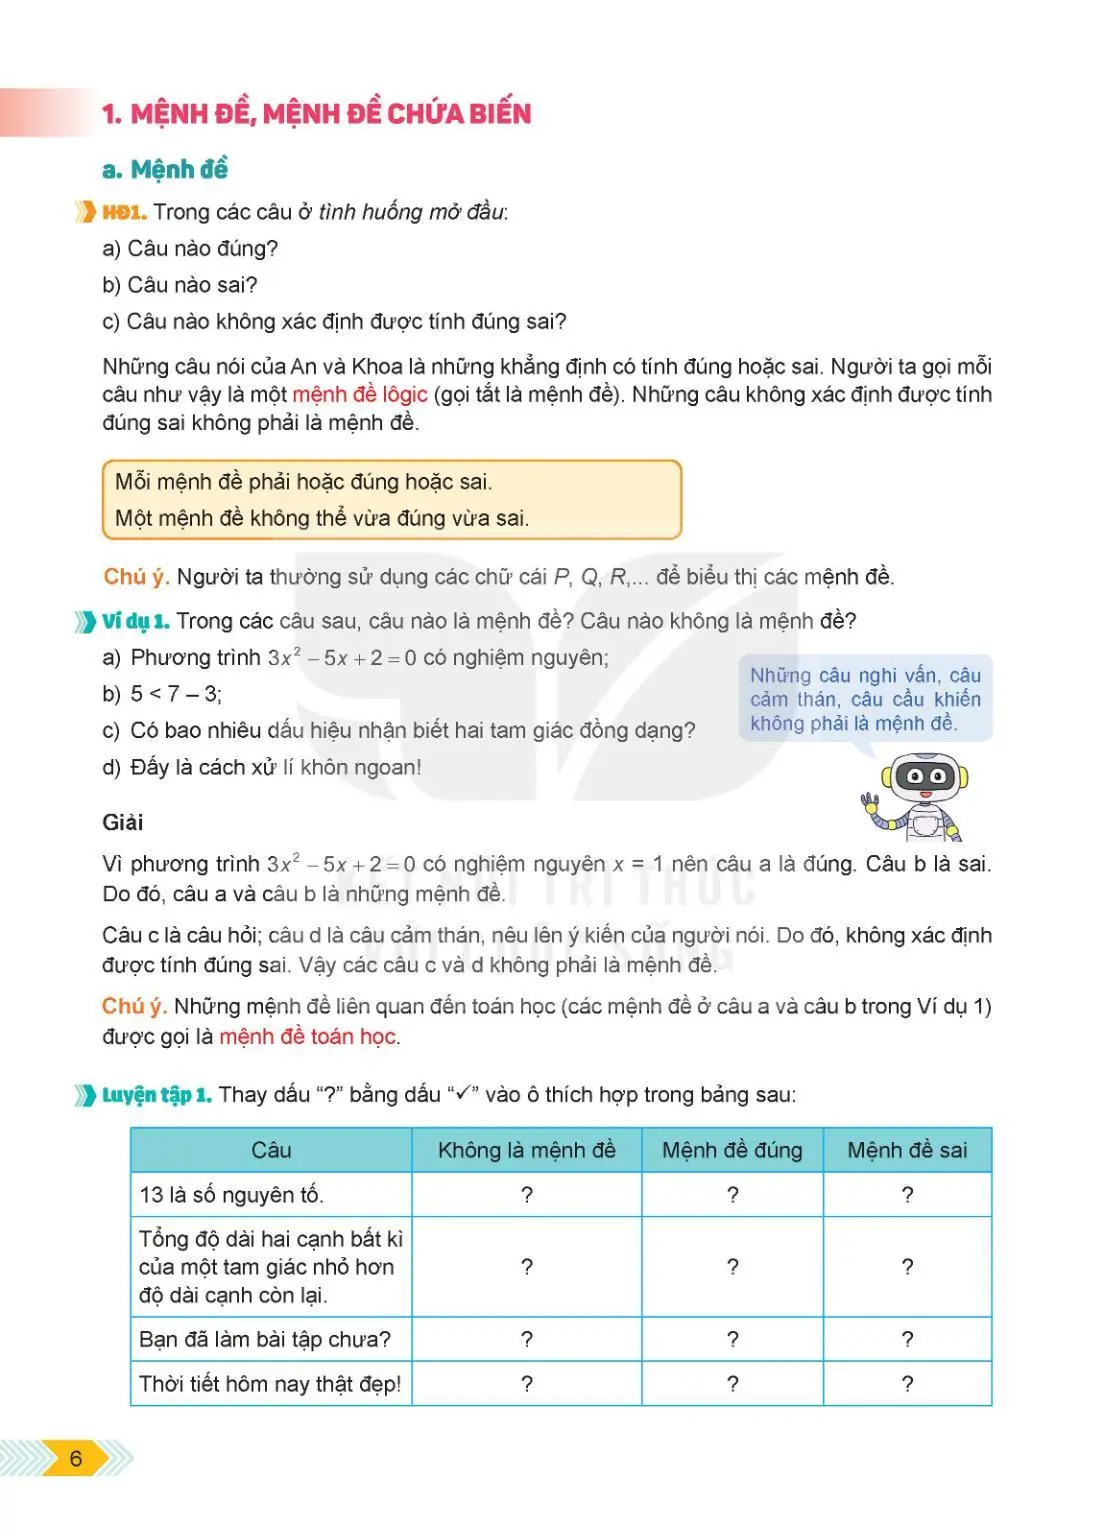 1. MỆNH ĐỀ, MỆNH ĐỀ CHỨA BIẾN
a. Mệnh đề
HĐ1. Trong các câu ở tình huống mở đầu:
a) Câu nào đúng?
b) Câu nào sai?
c) Câu nào không xác định được tính đúng sai?
Những câu nói của An và Khoa là những khẳng định có tính đúng hoặc sai. Người ta gọi mỗi
câu như vậy là một mệnh đề lôgic (gọi tắt là mệnh đề). Những câu không xác định được tính
đúng sai không phải là mệnh đề.
Mỗi mệnh đề phải hoặc đúng hoặc sai.
Một mệnh đề không thể vừa đúng vừa sai.
Chú ý. Người ta thường sử dụng các chữ cái P, Q, R,... để biểu thị các mệnh đề.
Ví dụ 1. Trong các câu sau, câu nào là mệnh đề? Câu nào không là mệnh đề?
a) Phương trình 3x² – 5x + 2 = 0 có nghiệm nguyên;
b) 5 < 7 – 3;
c) Có bao nhiêu dấu hiệu nhận biết hai tam giác đồng dạng?
d) Đấy là cách xử lí khôn ngoan!
Những câu nghi vấn, câu
cảm thán, câu cầu khiến
không phải là mệnh đề.
Giải
Vì phương trình 3x² – 5x + 2 = 0 có nghiệm nguyên x = 1 nên câu a là đúng. Câu b là sai.
Do đó, câu a và câu b là những mệnh đề.
Câu c là câu hỏi; câu d là câu cảm thán, nêu lên ý kiến của người nói. Do đó, không xác định
được tính đúng sai. Vậy các câu c và d không phải là mệnh đề.
KẾT NỐI TRI THỨC
VỚI CUỘC SỐNG
Chú ý. Những mệnh đề liên quan đến toán học (các mệnh đề ở câu a và câu b trong Ví dụ 1)
được gọi là mệnh đề toán học.
Luyện tập 1. Thay dấu “?” bằng dấu “✓” vào ô thích hợp trong bảng sau:
Câu Không là mệnh đề Mệnh đề đúng Mệnh đề sai
13 là số nguyên tố. ? ? ?
Tổng độ dài hai cạnh bất kì
của một tam giác nhỏ hơn ? ? ?
độ dài cạnh còn lại.
Bạn đã làm bài tập chưa? ? ? ?
Thời tiết hôm nay thật đẹp! ? ? ?
6